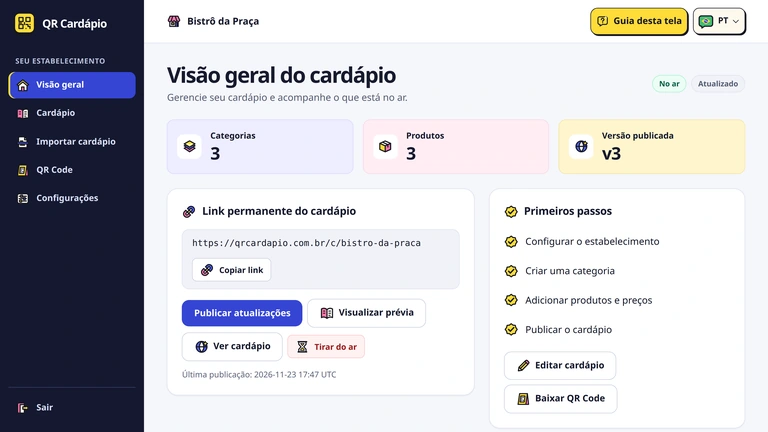 QR Cardápio
SEU ESTABELECIMENTO
Visão geral
Cardápio
Importar cardápio
QR Code
Configurações
Sair
Bistrô da Praça
Guia desta tela
PT
Visão geral do cardápio
Gerencie seu cardápio e acompanhe o que está no ar.
No ar
Atualizado
Categorias
3
Produtos
3
Versão publicada
v3
Link permanente do cardápio
https://qrcardapio.com.br/c/bistro-da-praca
Copiar link
Publicar atualizações
Visualizar prévia
Ver cardápio
Tirar do ar
Última publicação: 2026-11-23 17:47 UTC
Primeiros passos
Configurar o estabelecimento
Criar uma categoria
Adicionar produtos e preços
Publicar o cardápio
Editar cardápio
Baixar QR Code